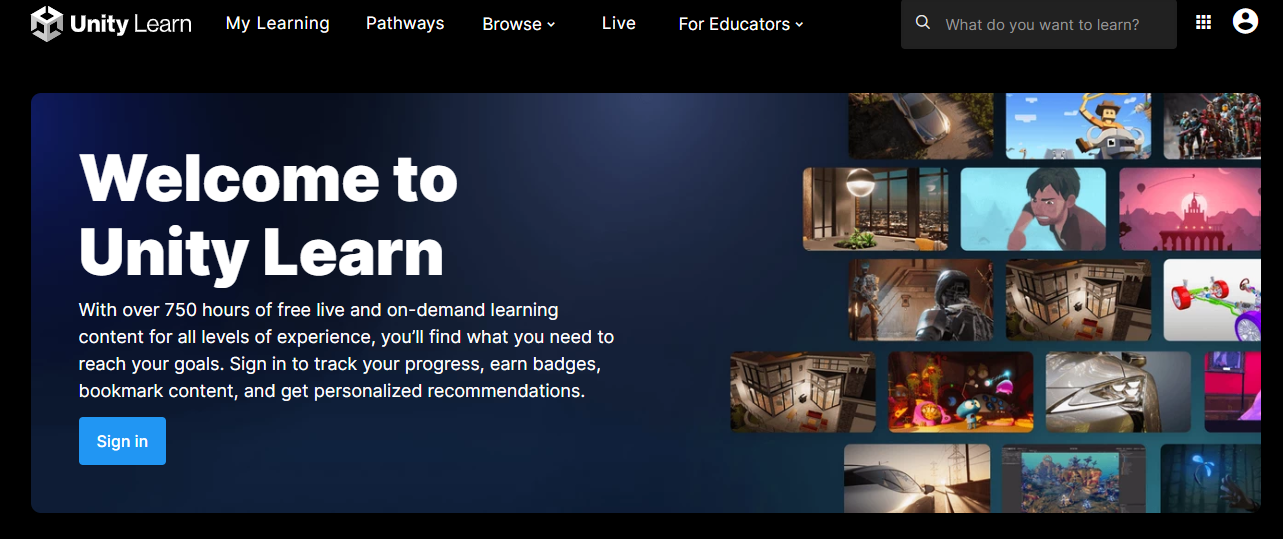 Unity Learn My Learning Pathways Browse Live For Educators What do you want to learn?
Welcome to
Unity Learn
With over 750 hours of free live and on-demand learning
content for all levels of experience, you’ll find what you need to
reach your goals. Sign in to track your progress, earn badges,
bookmark content, and get personalized recommendations.
Sign in